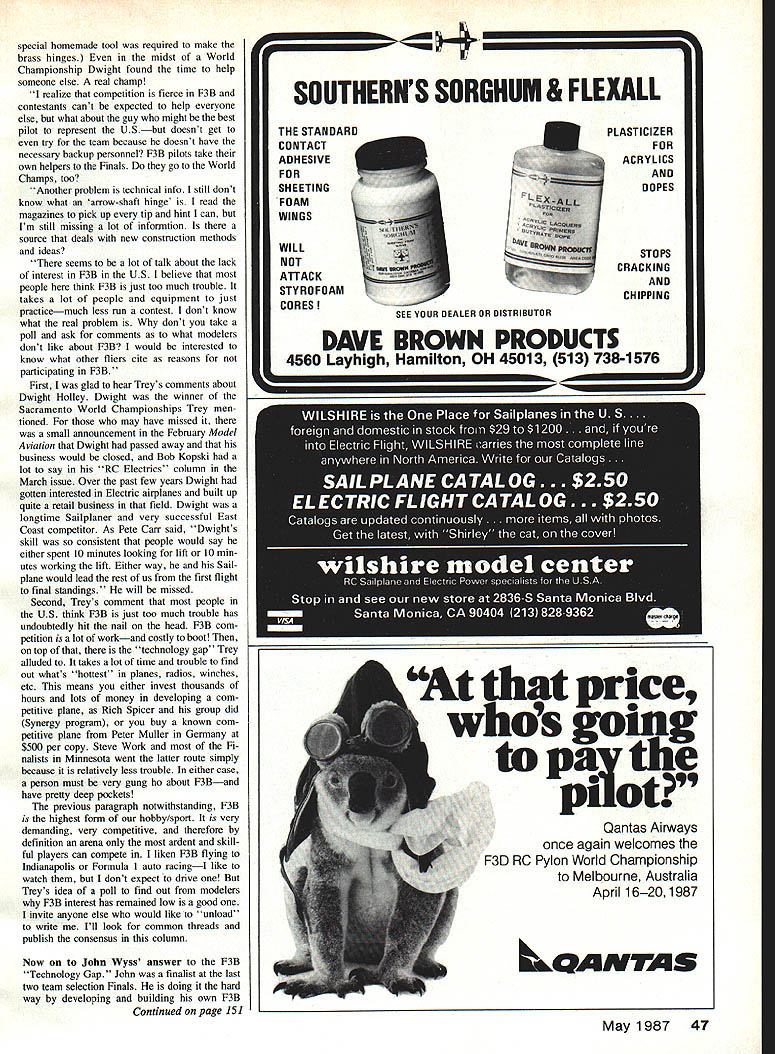 special homemade tool was required to make the
brass hinges.) Even in the midst of a World
Championship Dwight found the time to help
someone else. A real champ!
"I realize that competition is fierce in F3B and
contestants can't be expected to help everyone
else, but what about the guy who might be the best
pilot to represent the U.S.—but doesn't get to
even try for the team because he doesn't have the
necessary backup personnel? F3B pilots take their
own helpers to the Finals. Do they go to the World
Champs, too?
"Another problem is technical info. I still don't
know what an 'arrow-shaft hinge' is. I read the
magazines to pick up every tip and hint I can, but
I'm still missing a lot of informtion. Is there a
source that deals with new construction methods
and ideas?
"There seems to be a lot of talk about the lack
of interest in F3B in the U.S. I believe that most
people here think F3B is just too much trouble. It
takes a lot of people and equipment to just
practice—much less run a contest. I don't know
what the real problem is. Why don't you take a
poll and ask for comments as to what modelers
don't like about F3B? I would be interested to
know what other fliers cite as reasons for not
participating in F3B."
First, I was glad to hear Trey's comments about
Dwight Holley. Dwight was the winner of the
Sacramento World Championships Trey men-
tioned. For those who may have missed it, there
was a small announcement in the February Model
Aviation that Dwight had passed away and that his
business would be closed, and Bob Kopski had a
lot to say in his "RC Electrics" column in the
March issue. Over the past few years Dwight had
gotten interested in Electric airplanes and built up
quite a retail business in that field. Dwight was a
longtime Sailplaner and very successful East
Coast competitor. As Pete Carr said, "Dwight's
skill was so consistent that people would say he
either spent 10 minutes looking for lift or 10 min-
utes working the lift. Either way, he and his Sail-
plane would lead the rest of us from the first flight
to final standings." He will be missed.
Second, Trey's comment that most people in
the U.S. think F3B is just too much trouble has
undoubtedly hit the nail on the head. F3B com-
petition is a lot of work—and costly to boot! Then,
on top of that, there is the "technology gap" Trey
alluded to. It takes a lot of time and trouble to find
out what's "hottest" in planes, radios, winches,
etc. This means you either invest thousands of
hours and lots of money in developing a com-
petitive plane, as Rich Spicer and his group did
(Synergy program), or you buy a known com-
petitive plane from Peter Muller in Germany at
$500 per copy. Steve Work and most of the Fi-
nalists in Minnesota went the latter route simply
because it is relatively less trouble. In either case,
a person must be very gung ho about F3B—and
have pretty deep pockets!
The previous paragraph notwithstanding, F3B
is the highest form of our hobby/sport. It is very
demanding, very competitive, and therefore by
definition an arena only the most ardent and skill-
ful players can compete in. I liken F3B flying to
Indianapolis or Formula 1 auto racing—I like to
watch them, but I don't expect to drive one! But
Trey's idea of a poll to find out from modelers
why F3B interest has remained low is a good one.
I invite anyone else who would like to "unload"
to write me. I'll look for common threads and
publish the consensus in this column.
Now on to John Wyss' answer to the F3B
"Technology Gap." John was a finalist at the last
two team selection Finals. He is doing it the hard
way by developing and building his own F3B
Continued on page 151
SOUTHERN'S SORGHUM & FLEXALL
THE STANDARD
CONTACT
ADHESIVE
FOR
SHEETING
FOAM
WINGS
WILL
NOT
ATTACK
STYROFOAM
CORES!
SOUTHERN'S
SORGHUM
DAVE BROWN PRODUCTS
FLEX-ALL
PLASTICIZER
FOR
ACRYLIC LACQUERS
ACRYLIC PRIMERS
BUTYRATE DOPE
DAVE BROWN PRODUCTS
PLASTICIZER
FOR
ACRYLICS
AND
DOPES
STOPS
CRACKING
AND
CHIPPING
SEE YOUR DEALER OR DISTRIBUTOR
DAVE BROWN PRODUCTS
4560 Layhigh, Hamilton, OH 45013, (513) 738-1576
WILSHIRE is the One Place for Sailplanes in the U. S. . . .
foreign and domestic in stock from $29 to $1200 . . . and, if you're
into Electric Flight, WILSHIRE carries the most complete line
anywhere in North America. Write for our Catalogs . . .
SAILPLANE CATALOG . . . $2.50
ELECTRIC FLIGHT CATALOG . . . $2.50
Catalogs are updated continuously . . . more items, all with photos.
Get the latest, with "Shirley" the cat, on the cover!
wilshire model center
RC Sailplane and Electric Power specialists for the U.S.A.
Stop in and see our new store at 2836-S Santa Monica Blvd.
Santa Monica, CA 90404 (213) 828-9362
VISA
master charge
"At that price,
who's going
to pay the
pilot?"
Qantas Airways
once again welcomes the
F3D RC Pylon World Championship
to Melbourne, Australia
April 16–20, 1987
QANTAS
May 1987 47